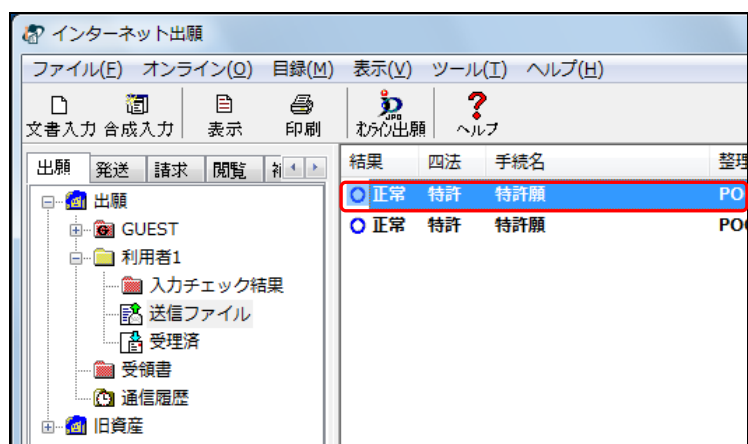 インターネット出願
ファイル(F) オンライン(O) 目録(M) 表示(V) ツール(T) ヘルプ(H)
文書入力 合成入力 表示 印刷 オンライン出願 ヘルプ
出願 発送 請求 閲覧
結果 四法 手続名 整理
出願
正常 特許 特許願 PO
GUEST
正常 特許 特許願
利用者1
入力チェック結果
送信ファイル
受理済
受領書
通信履歴
旧資産